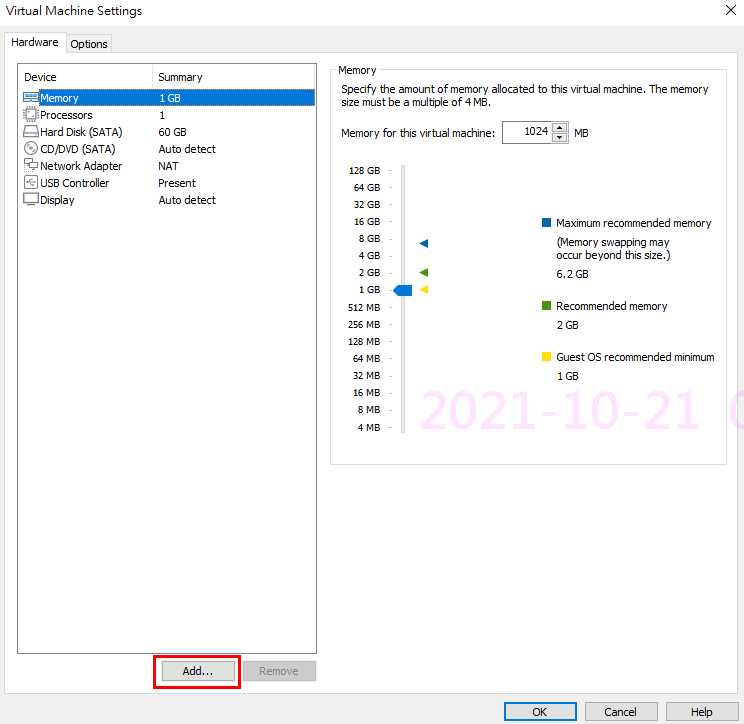 Virtual Machine Settings
Hardware
Options
Device Summary
Memory 1 GB
Processors 1
Hard Disk (SATA) 60 GB
CD/DVD (SATA) Auto detect
Network Adapter NAT
USB Controller Present
Display Auto detect
Add...
Remove
Memory
Specify the amount of memory allocated to this virtual machine. The memory
size must be a multiple of 4 MB.
Memory for this virtual machine: 1024 MB
128 GB
64 GB
32 GB
16 GB
8 GB
4 GB
2 GB
1 GB
512 MB
256 MB
128 MB
64 MB
32 MB
16 MB
8 MB
4 MB
Maximum recommended memory
(Memory swapping may
occur beyond this size.)
6.2 GB
Recommended memory
2 GB
Guest OS recommended minimum
1 GB
2021-10-21
OK
Cancel
Help